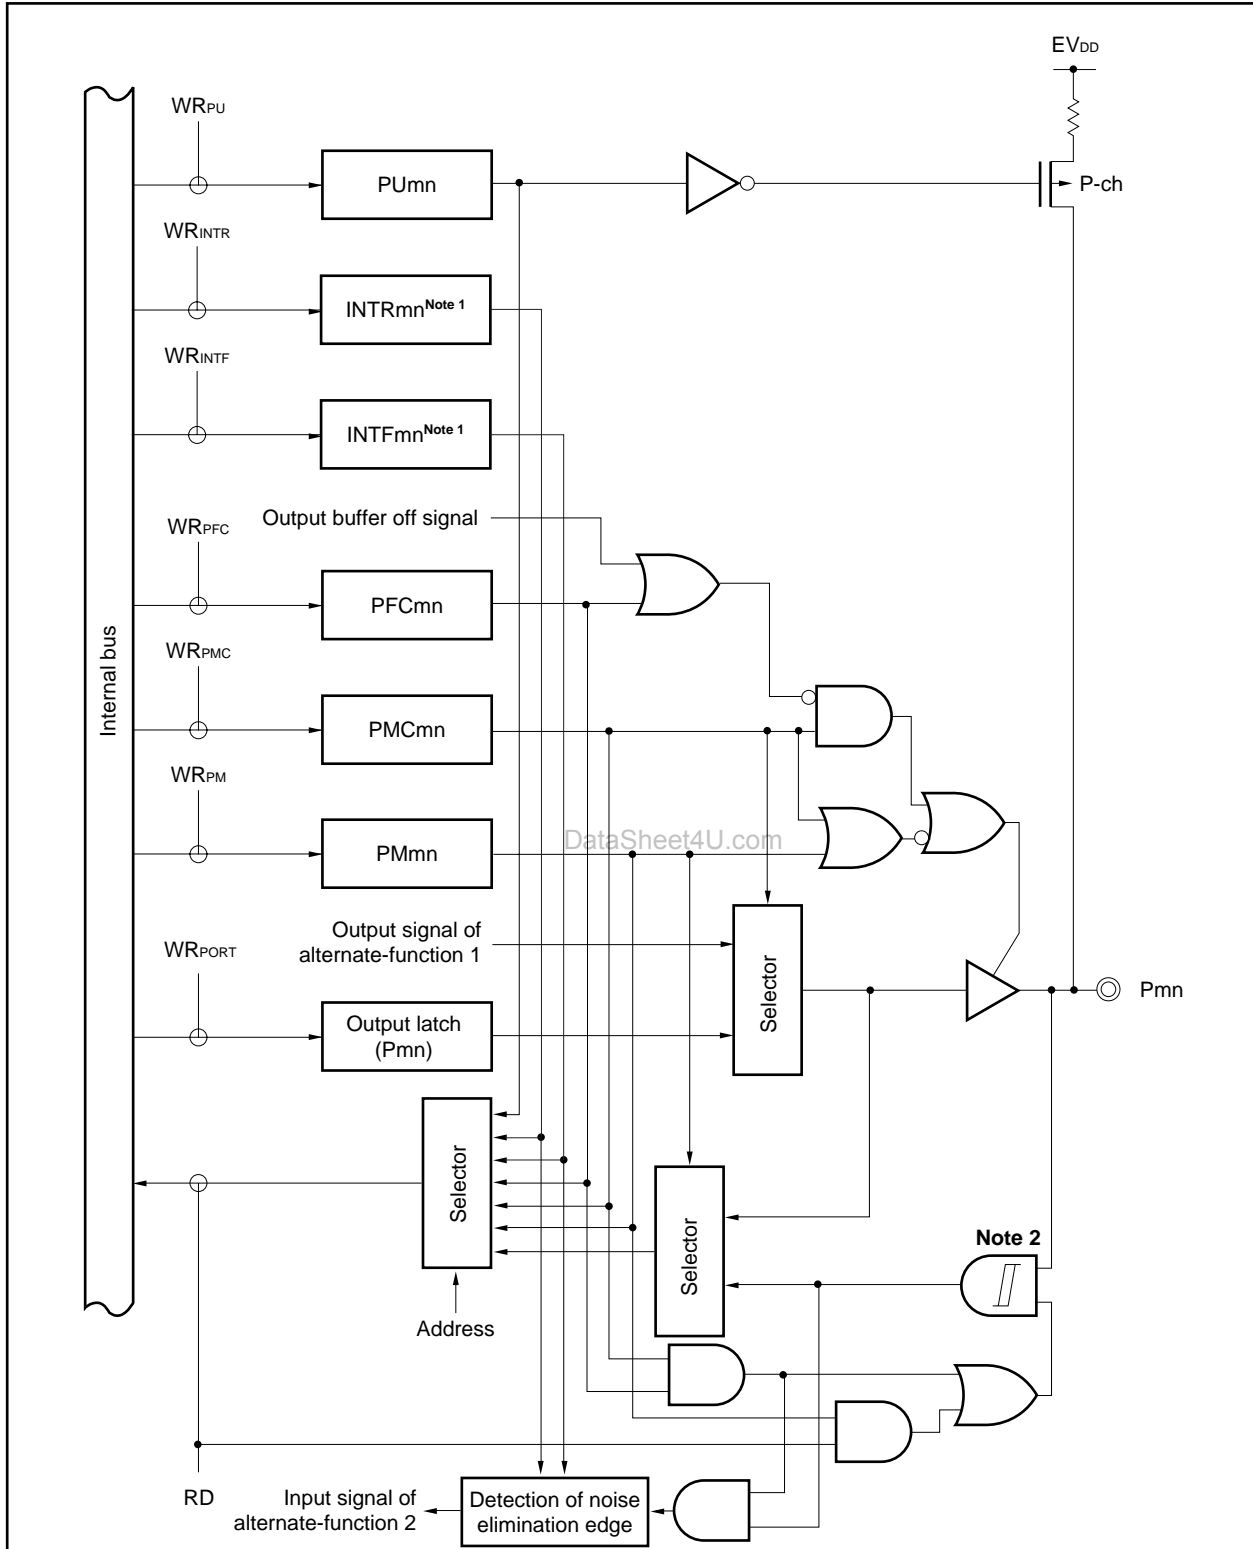 EVDD
WRPU
PUmn
P-ch
WRINTR
INTRmnNote 1
WRINTF
INTFmnNote 1
Output buffer off signal
WRPFC
PFCmn
Internal bus
WRPMC
PMCmn
WRPM
PMmn
DataSheet4U.com
Output signal of
alternate-function 1
WRPORT
Output latch
(Pmn)
Selector
Pmn
Selector
Selector
Note 2
Address
RD
Input signal of
alternate-function 2
Detection of noise
elimination edge